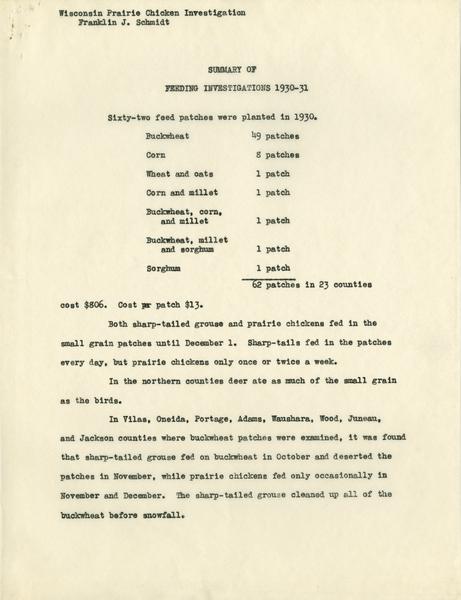 Wisconsin Prairie Chicken Investigation
Franklin J. Schmidt
SUMMARY OF
FEEDING INVESTIGATIONS 1930-31
Sixty-two feed patches were planted in 1930.
Buckwheat 49 patches
Corn 8 patches
Wheat and oats 1 patch
Corn and millet 1 patch
Buckwheat, corn,
and millet 1 patch
Buckwheat, millet
and sorghum 1 patch
Sorghum 1 patch
62 patches in 23 counties
cost $806. Cost pr patch $13.
Both sharp-tailed grouse and prairie chickens fed in the
small grain patches until December 1. Sharp-tails fed in the patches
every day, but prairie chickens only once or twice a week.
In the northern counties deer ate as much of the small grain
as the birds.
In Vilas, Oneida, Portage, Adams, Waushara, Wood, Juneau,
and Jackson counties where buckwheat patches were examined, it was found
that sharp-tailed grouse fed on buckwheat in October and deserted the
patches in November, while prairie chickens fed only occasionally in
November and December. The sharp-tailed grouse cleaned up all of the
buckwheat before snowfall.